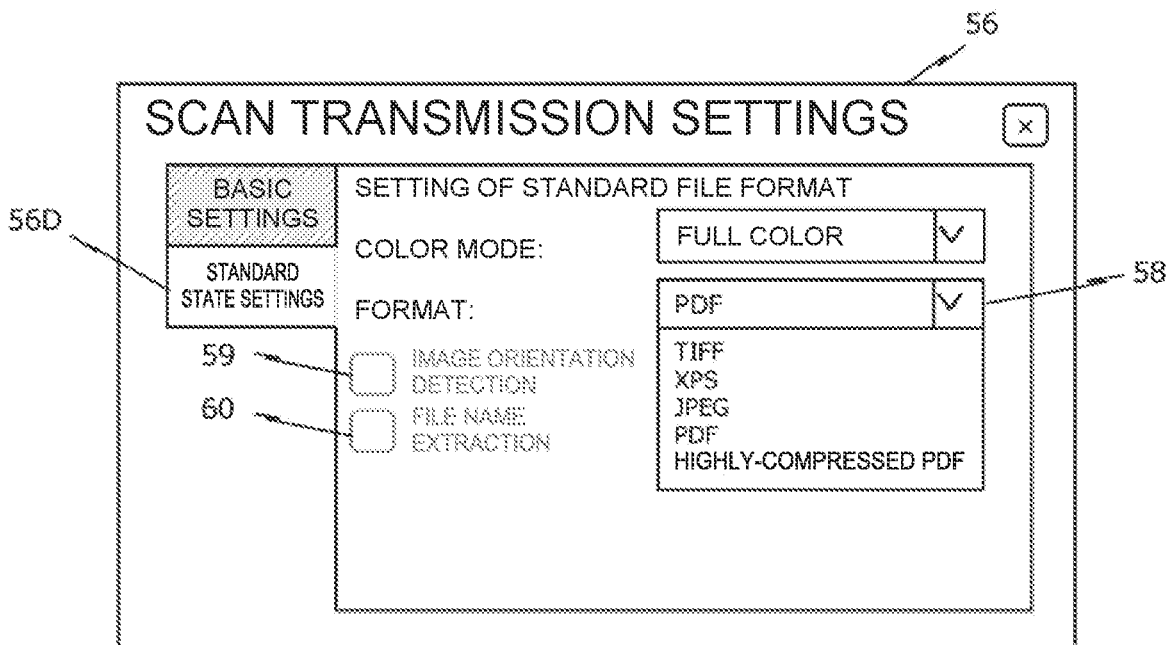 56
SCAN TRANSMISSION SETTINGS
×
BASIC
SETTINGS
SETTING OF STANDARD FILE FORMAT
56D
COLOR MODE:
FULL COLOR
STANDARD
STATE SETTINGS
58
FORMAT:
PDF
59
IMAGE ORIENTATION
DETECTION
60
FILE NAME
EXTRACTION
TIFF
XPS
JPEG
PDF
HIGHLY-COMPRESSED PDF